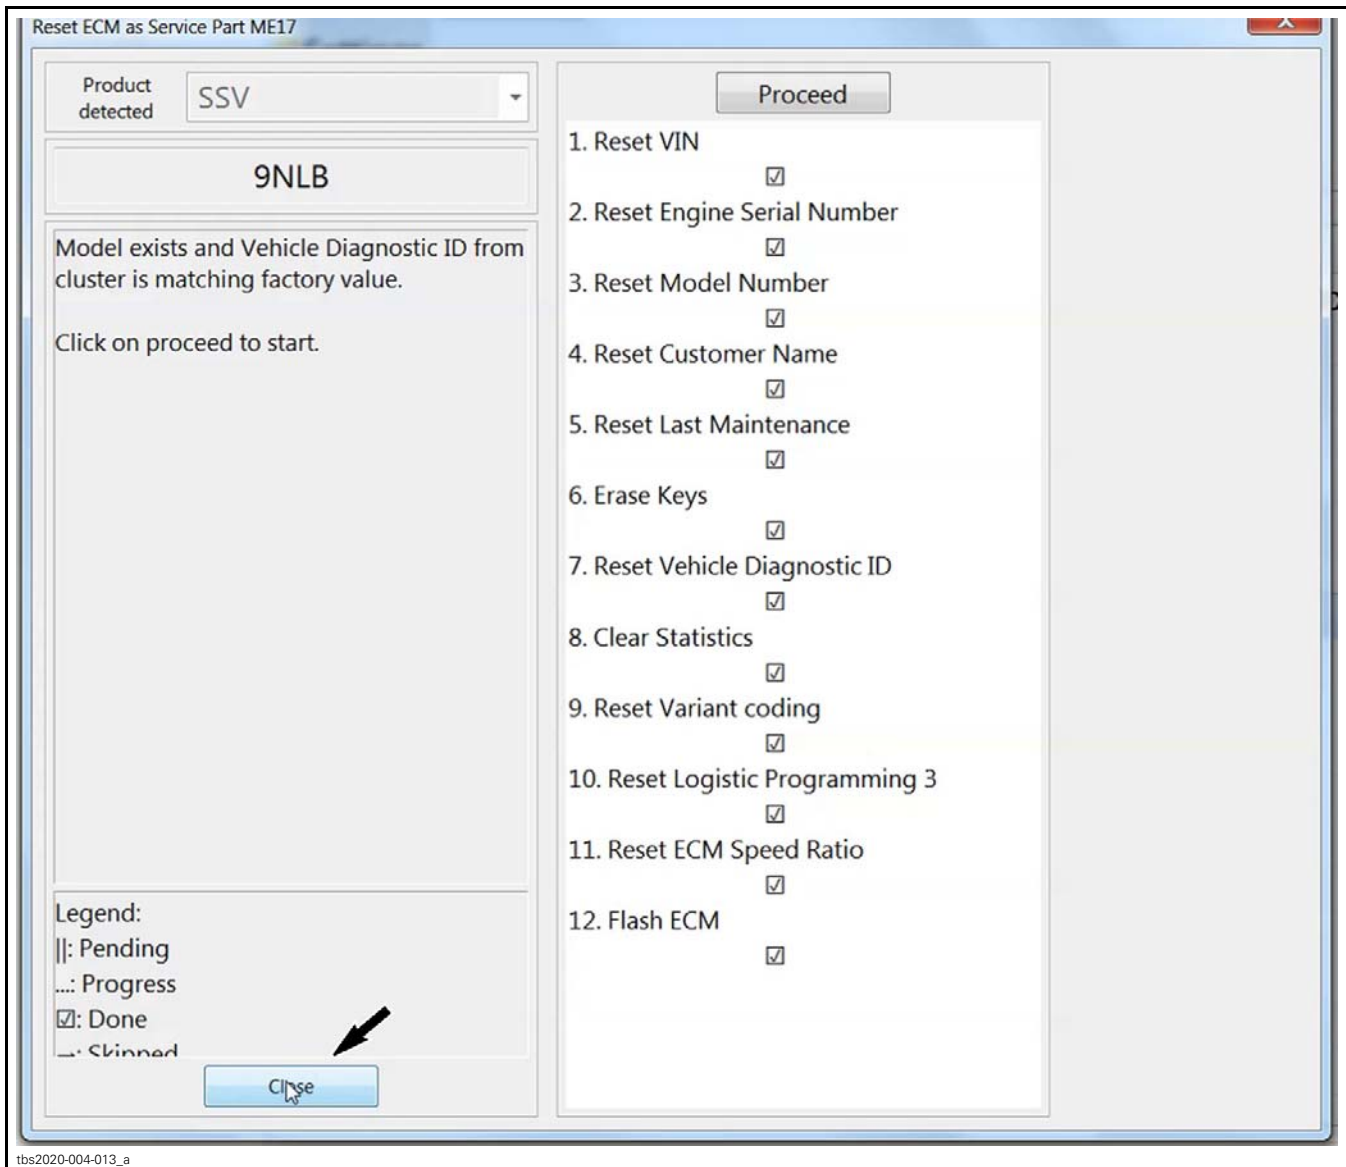 Reset ECM as Service Part ME17
Product
detected
SSV
9NLB
Model exists and Vehicle Diagnostic ID from
cluster is matching factory value.
Click on proceed to start.
Legend:
||: Pending
...: Progress
☑: Done
→: Skipped
Close
Proceed
1. Reset VIN
☑
2. Reset Engine Serial Number
☑
3. Reset Model Number
☑
4. Reset Customer Name
☑
5. Reset Last Maintenance
☑
6. Erase Keys
☑
7. Reset Vehicle Diagnostic ID
☑
8. Clear Statistics
☑
9. Reset Variant coding
☑
10. Reset Logistic Programming 3
☑
11. Reset ECM Speed Ratio
☑
12. Flash ECM
☑
tbs2020-004-013_a